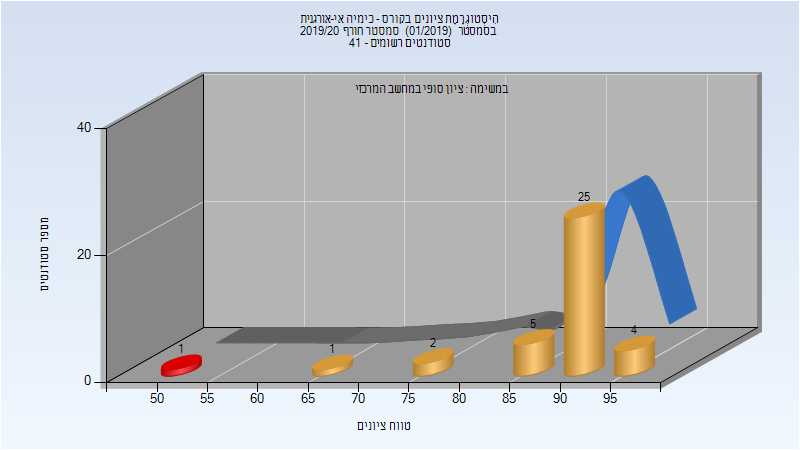 היסטוגרמת ציונים בקורס - כימיה אי-אורגנית
בסמסטר (01/2019) סמסטר חורף 2019/20
סטודנטים רשומים - 41
במשימה : ציון סופי במחשב המרכזי
מספר סטודנטים
40
20
0
1
1
2
5
25
4
50 55 60 65 70 75 80 85 90 95
טווח ציונים